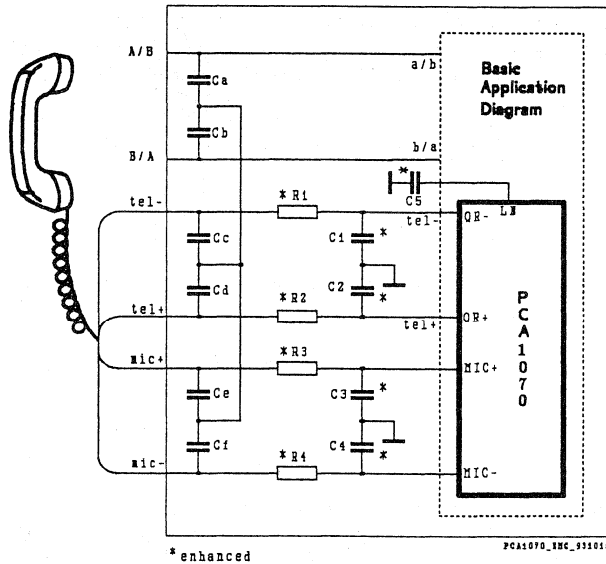 A/B
a/b
Basic
Application
Diagram
Ca
Cb
B/A
b/a
*
C5
LN
tel-
* R1
tel-
QR-
Cc
C1 *
Cd
C2
*
tel+
* R2
tel+
QR+
PCA1070
mic+
* R3
MIC+
Ce
C3 *
Cf
C4
*
mic-
* R4
MIC-
* enhanced